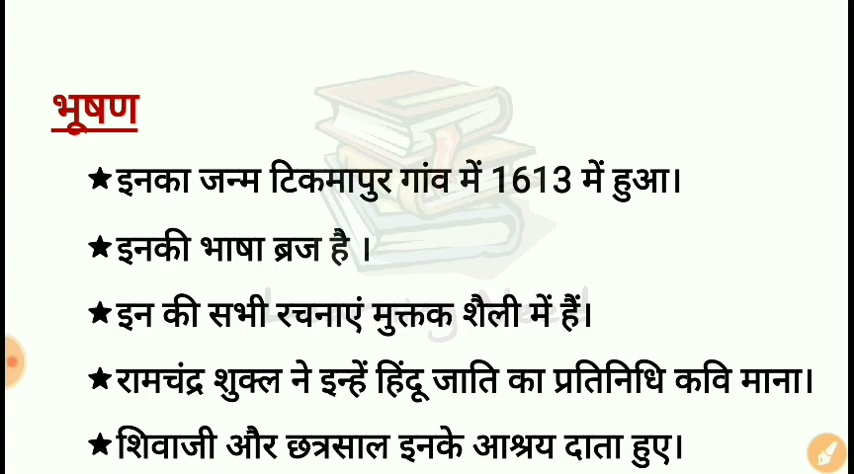 भूषण
★इनका जन्म टिकमापुर गांव में 1613 में हुआ।
★इनकी भाषा ब्रज है ।
★इन की सभी रचनाएं मुक्तक शैली में हैं।
★रामचंद्र शुक्ल ने इन्हें हिंदू जाति का प्रतिनिधि कवि माना।
★शिवाजी और छत्रसाल इनके आश्रय दाता हुए।